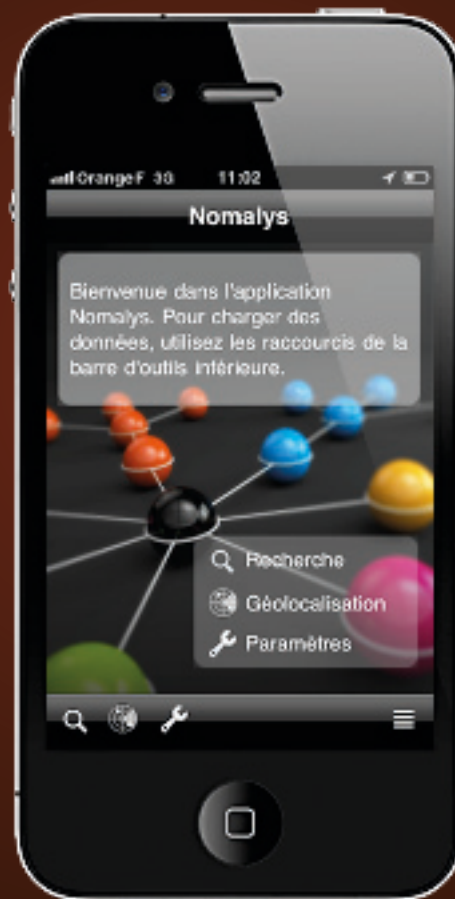 Orange F 3G 11:02
Nomalys
Bienvenue dans l'application
Nomalys. Pour charger des
données, utilisez les raccourcis de la
barre d'outils inférieure.
Recherche
Géolocalisation
Paramètres